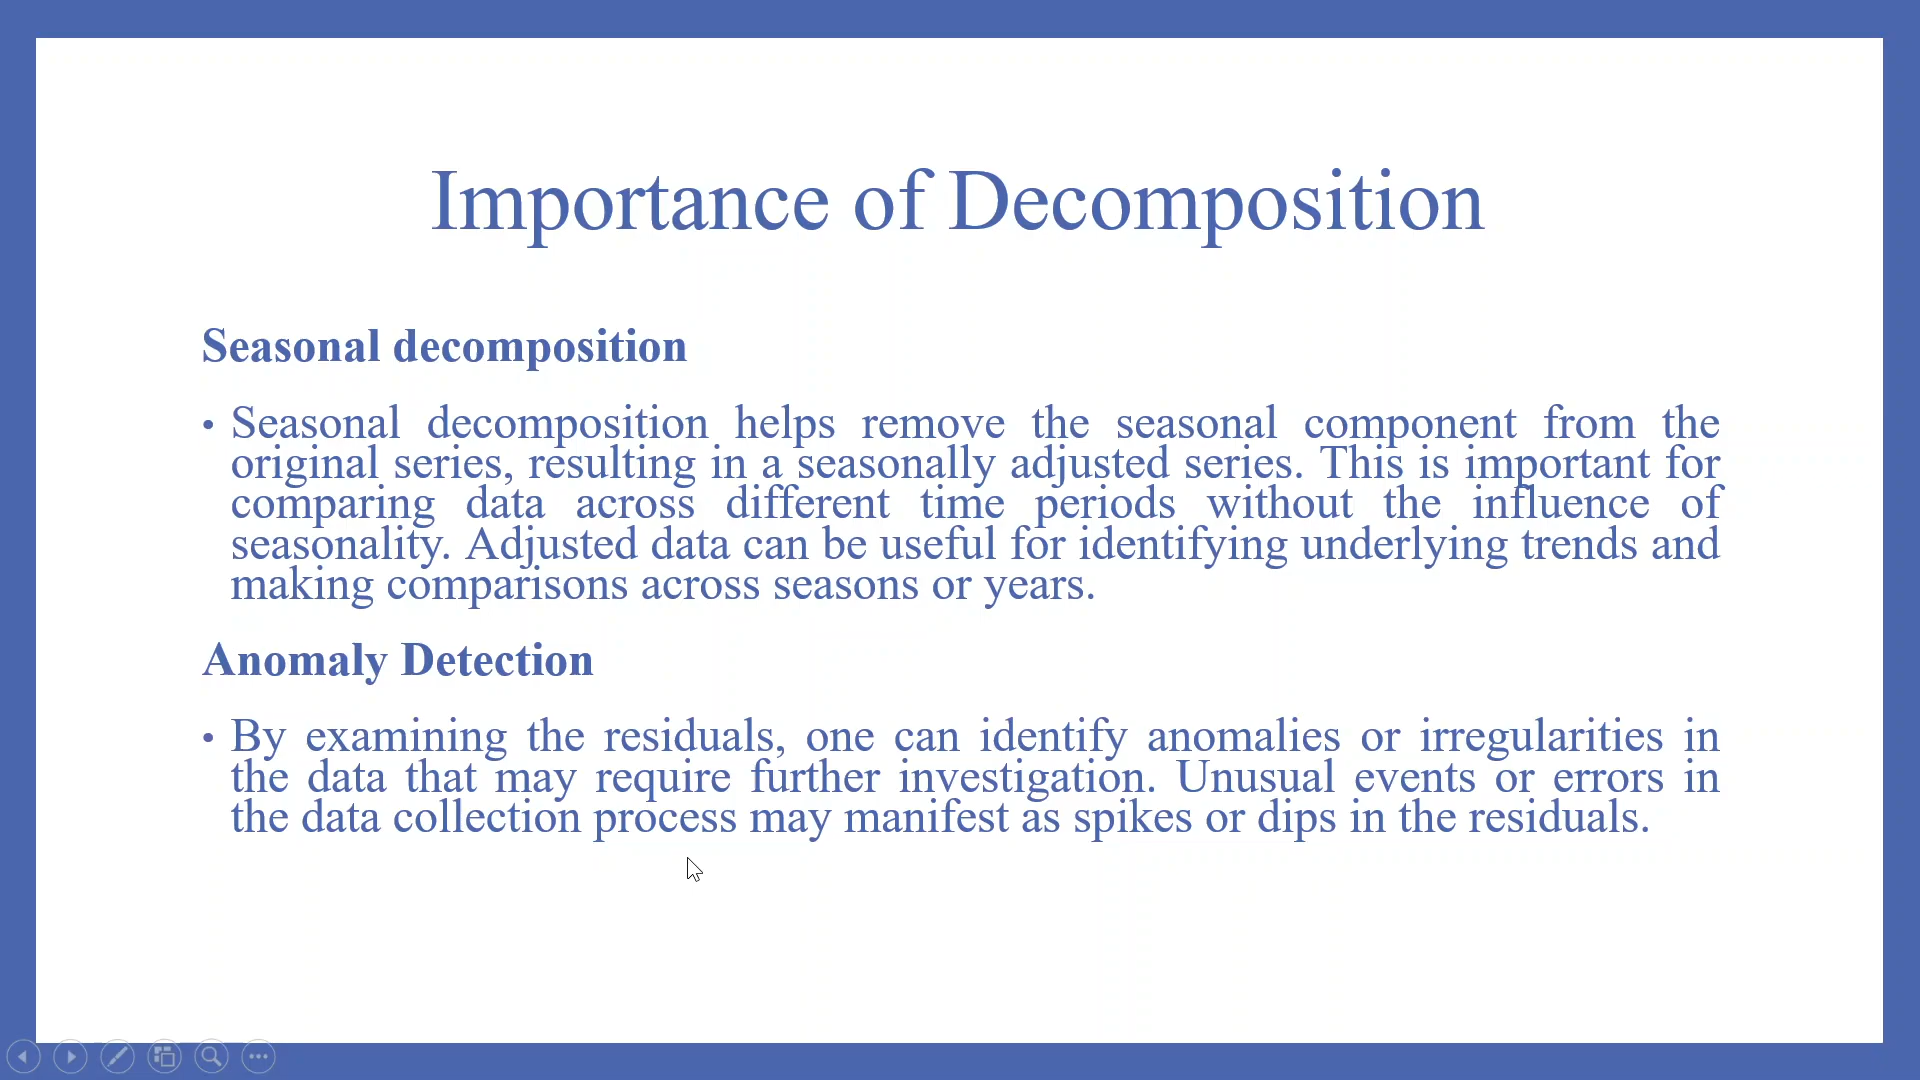 Importance of Decomposition
Seasonal decomposition
• Seasonal decomposition helps remove the seasonal component from the
original series, resulting in a seasonally adjusted series. This is important for
comparing data across different time periods without the influence of
seasonality. Adjusted data can be useful for identifying underlying trends and
making comparisons across seasons or years.
Anomaly Detection
• By examining the residuals, one can identify anomalies or irregularities in
the data that may require further investigation. Unusual events or errors in
the data collection process may manifest as spikes or dips in the residuals.